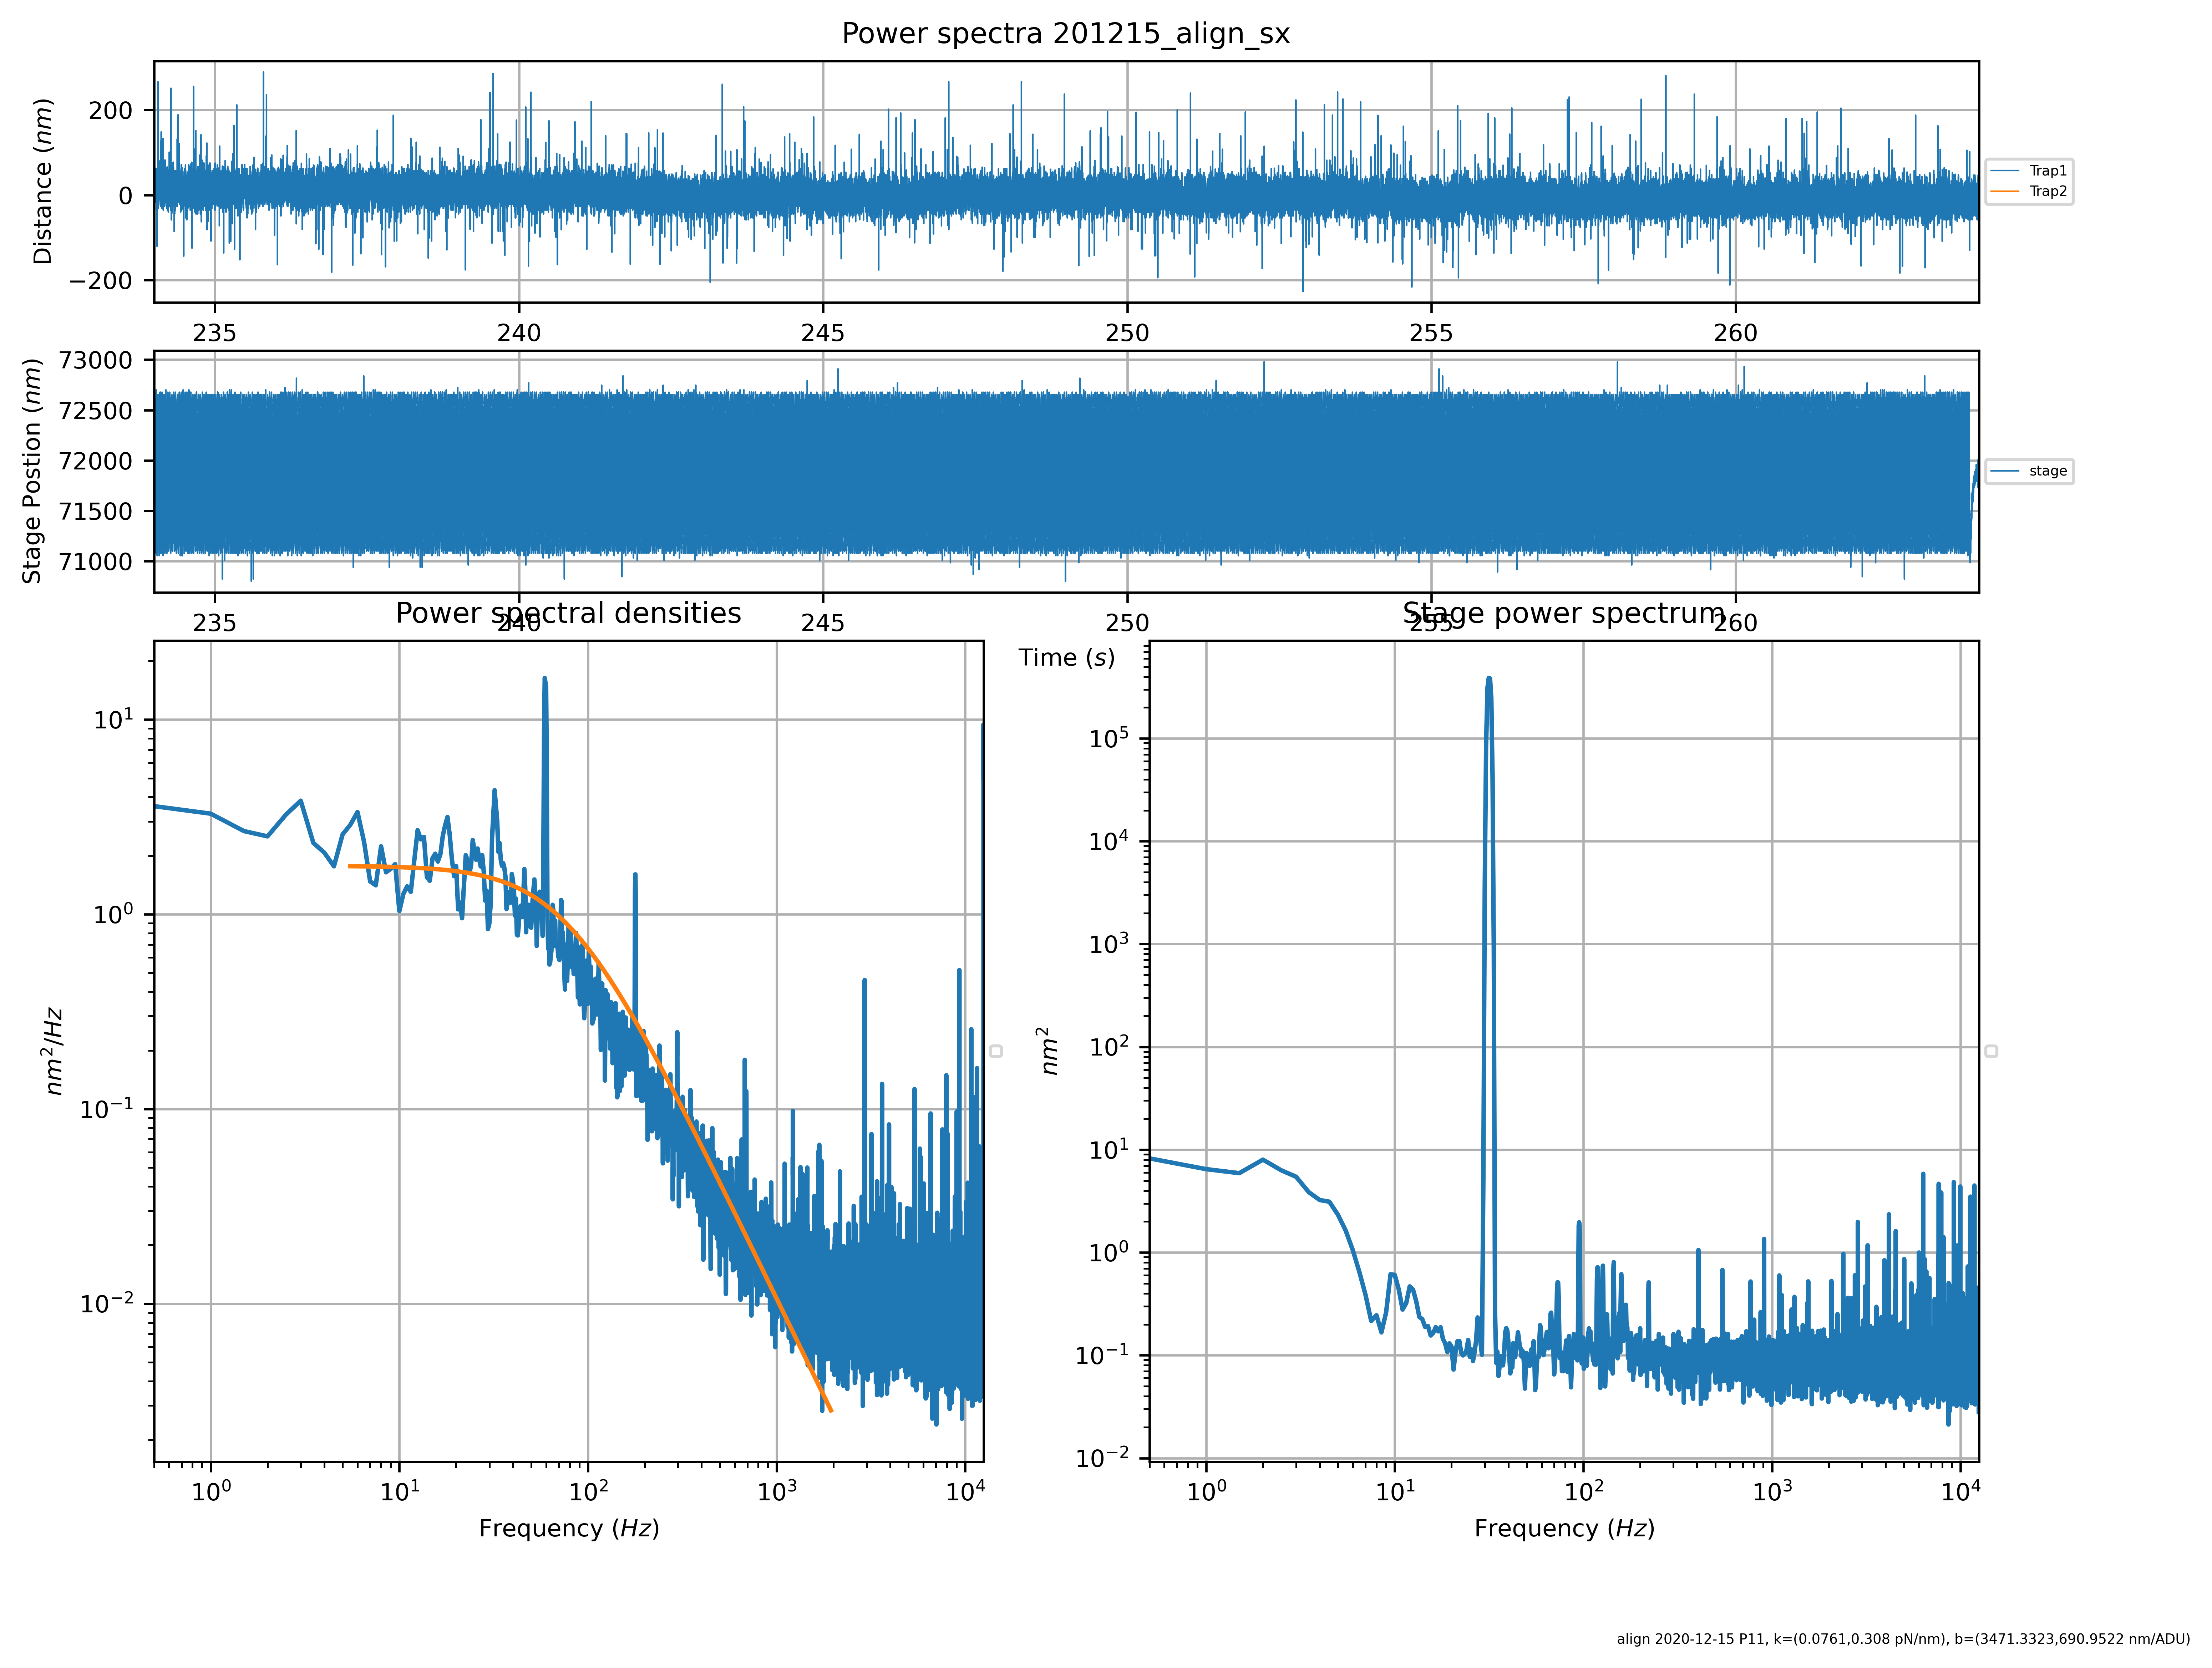 Power spectra 201215_align_sx
Distance (nm)
200
0
−200
235 240 245 250 255 260
Trap1
Trap2
Stage Postion (nm)
73000
72500
72000
71500
71000
235 240 245 250 255 260
stage
Time (s)
Power spectral densities
nm²/Hz
10¹
10⁰
10⁻¹
10⁻²
10⁰ 10¹ 10² 10³ 10⁴
Frequency (Hz)
Stage power spectrum
nm²
10⁵
10⁴
10³
10²
10¹
10⁰
10⁻¹
10⁻²
10⁰ 10¹ 10² 10³ 10⁴
Frequency (Hz)
align 2020-12-15 P11, k=(0.0761,0.308 pN/nm), b=(3471.3323,690.9522 nm/ADU)